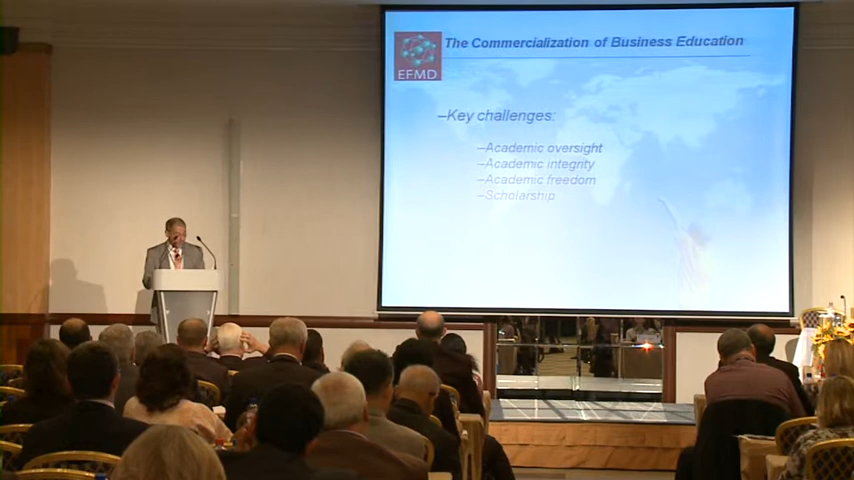 The Commercialization of Business Education
EFMD
–Key challenges:
–Academic oversight
–Academic integrity
–Academic freedom
–Scholarship